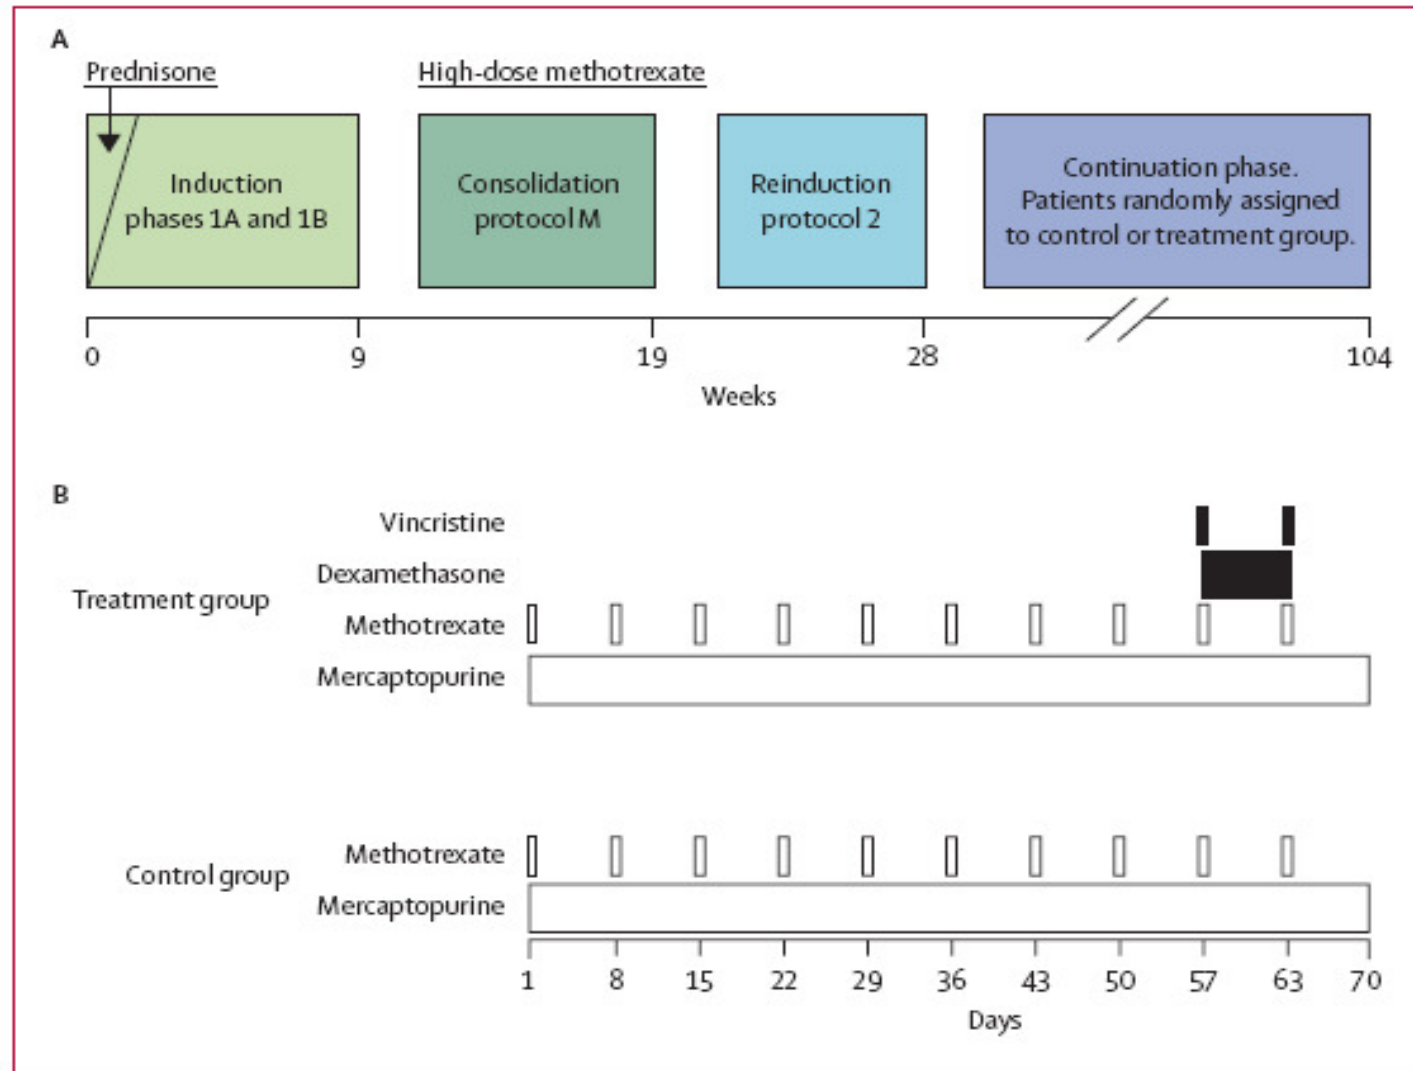 A
Prednisone
High-dose methotrexate
Induction
phases 1A and 1B
Consolidation
protocol M
Reinduction
protocol 2
Continuation phase.
Patients randomly assigned
to control or treatment group.
0 9 19 28 104
Weeks
B
Treatment group
Vincristine
Dexamethasone
Methotrexate
Mercaptopurine
Control group
Methotrexate
Mercaptopurine
1 8 15 22 29 36 43 50 57 63 70
Days